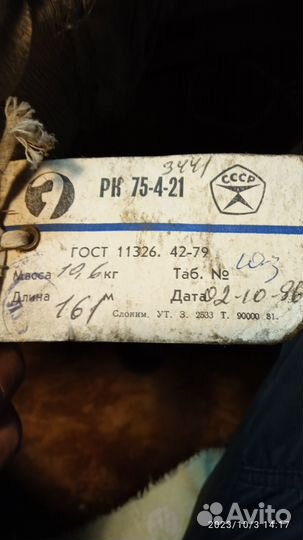 3441
РК 75-4-21
СССР
ГОСТ 11326. 42-79
Масса 19,6 кг Таб. №
Длина 161 м Дата 02-10-86
Слоним. УТ. З. 2533 Т. 90000 81.
Avito
2023/10/3 14:17